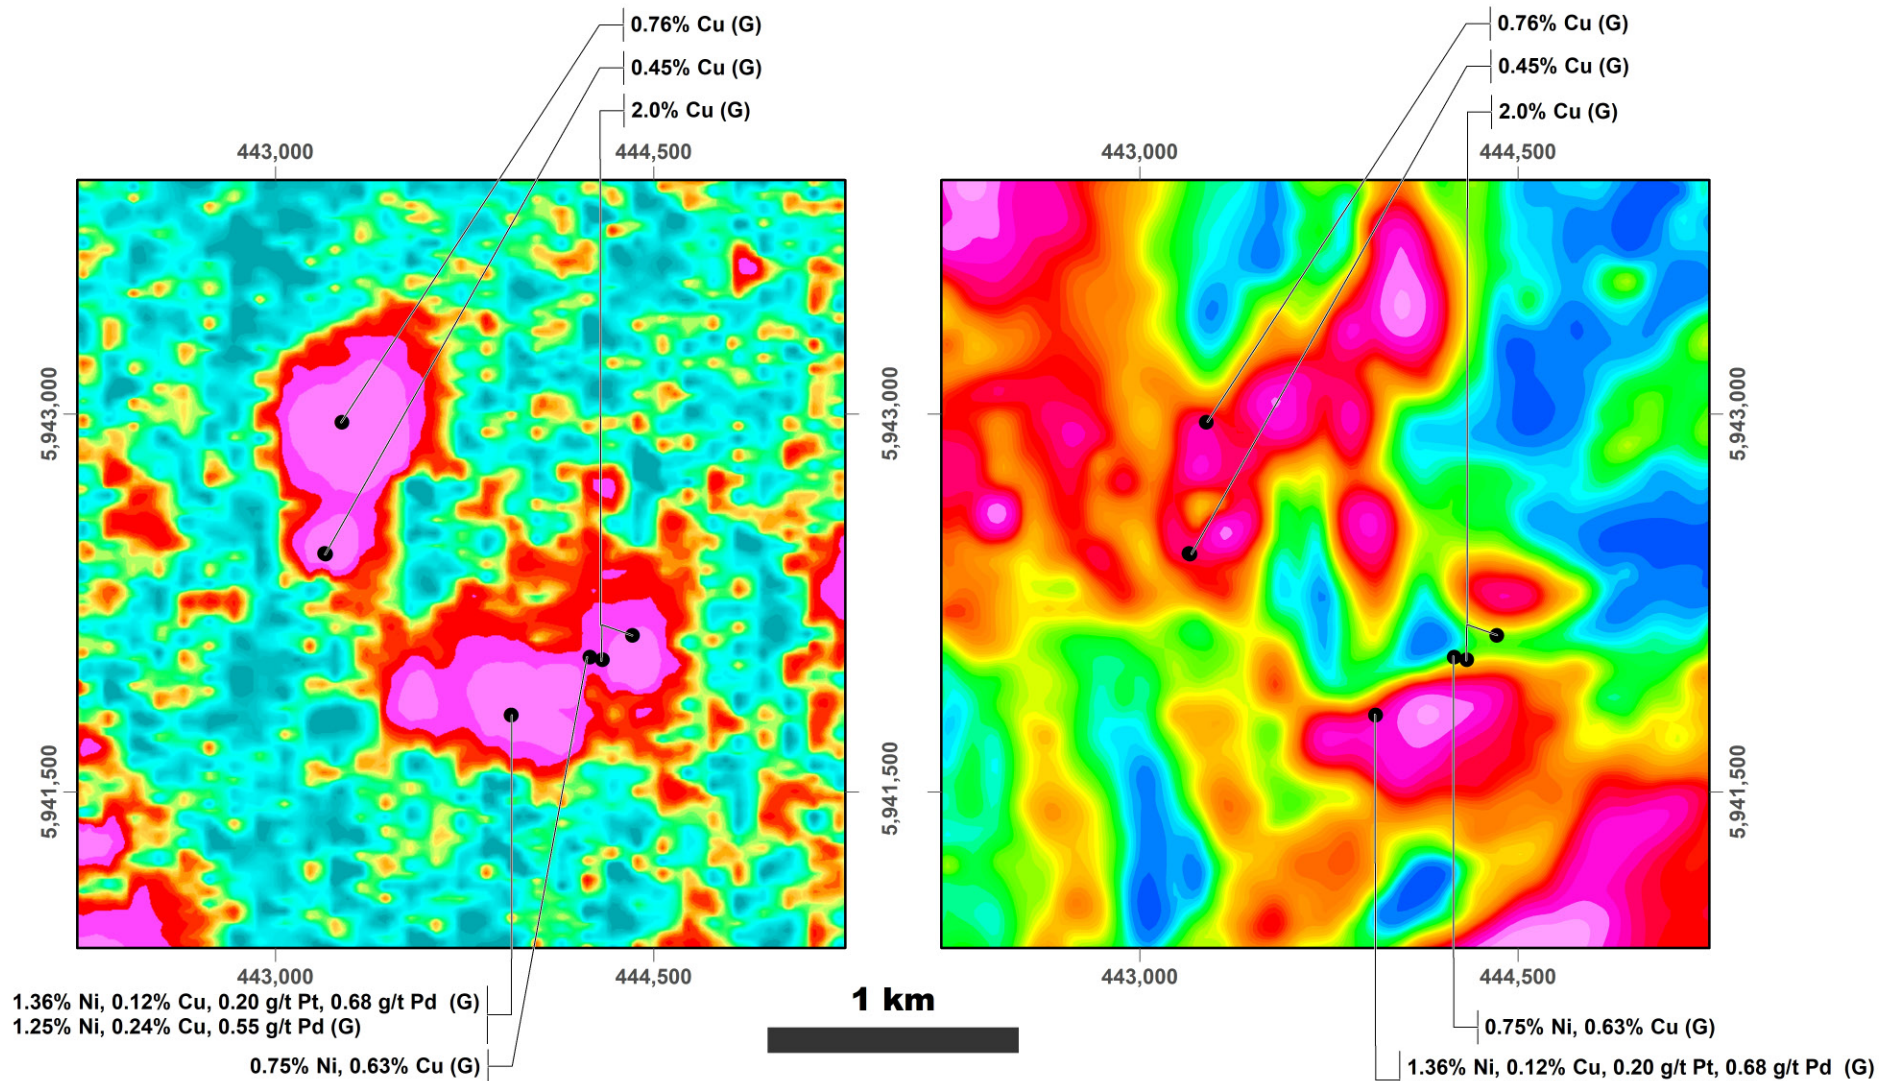 0.76% Cu (G)
0.45% Cu (G)
2.0% Cu (G)
443,000
444,500
5,943,000
5,941,500
443,000
444,500
1.36% Ni, 0.12% Cu, 0.20 g/t Pt, 0.68 g/t Pd (G)
1.25% Ni, 0.24% Cu, 0.55 g/t Pd (G)
0.75% Ni, 0.63% Cu (G)
1 km
0.76% Cu (G)
0.45% Cu (G)
2.0% Cu (G)
443,000
444,500
5,943,000
5,943,000
5,941,500
5,941,500
443,000
444,500
0.75% Ni, 0.63% Cu (G)
1.36% Ni, 0.12% Cu, 0.20 g/t Pt, 0.68 g/t Pd (G)